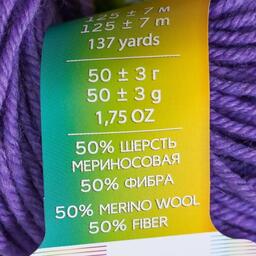 125 ± 7 м
125 ± 7 m
137 yards
50 ± 3 г
50 ± 3 g
1,75 OZ
50% ШЕРСТЬ
МЕРИНОСОВАЯ
50% ФИБРА
50% MERINO WOOL
50% FIBER